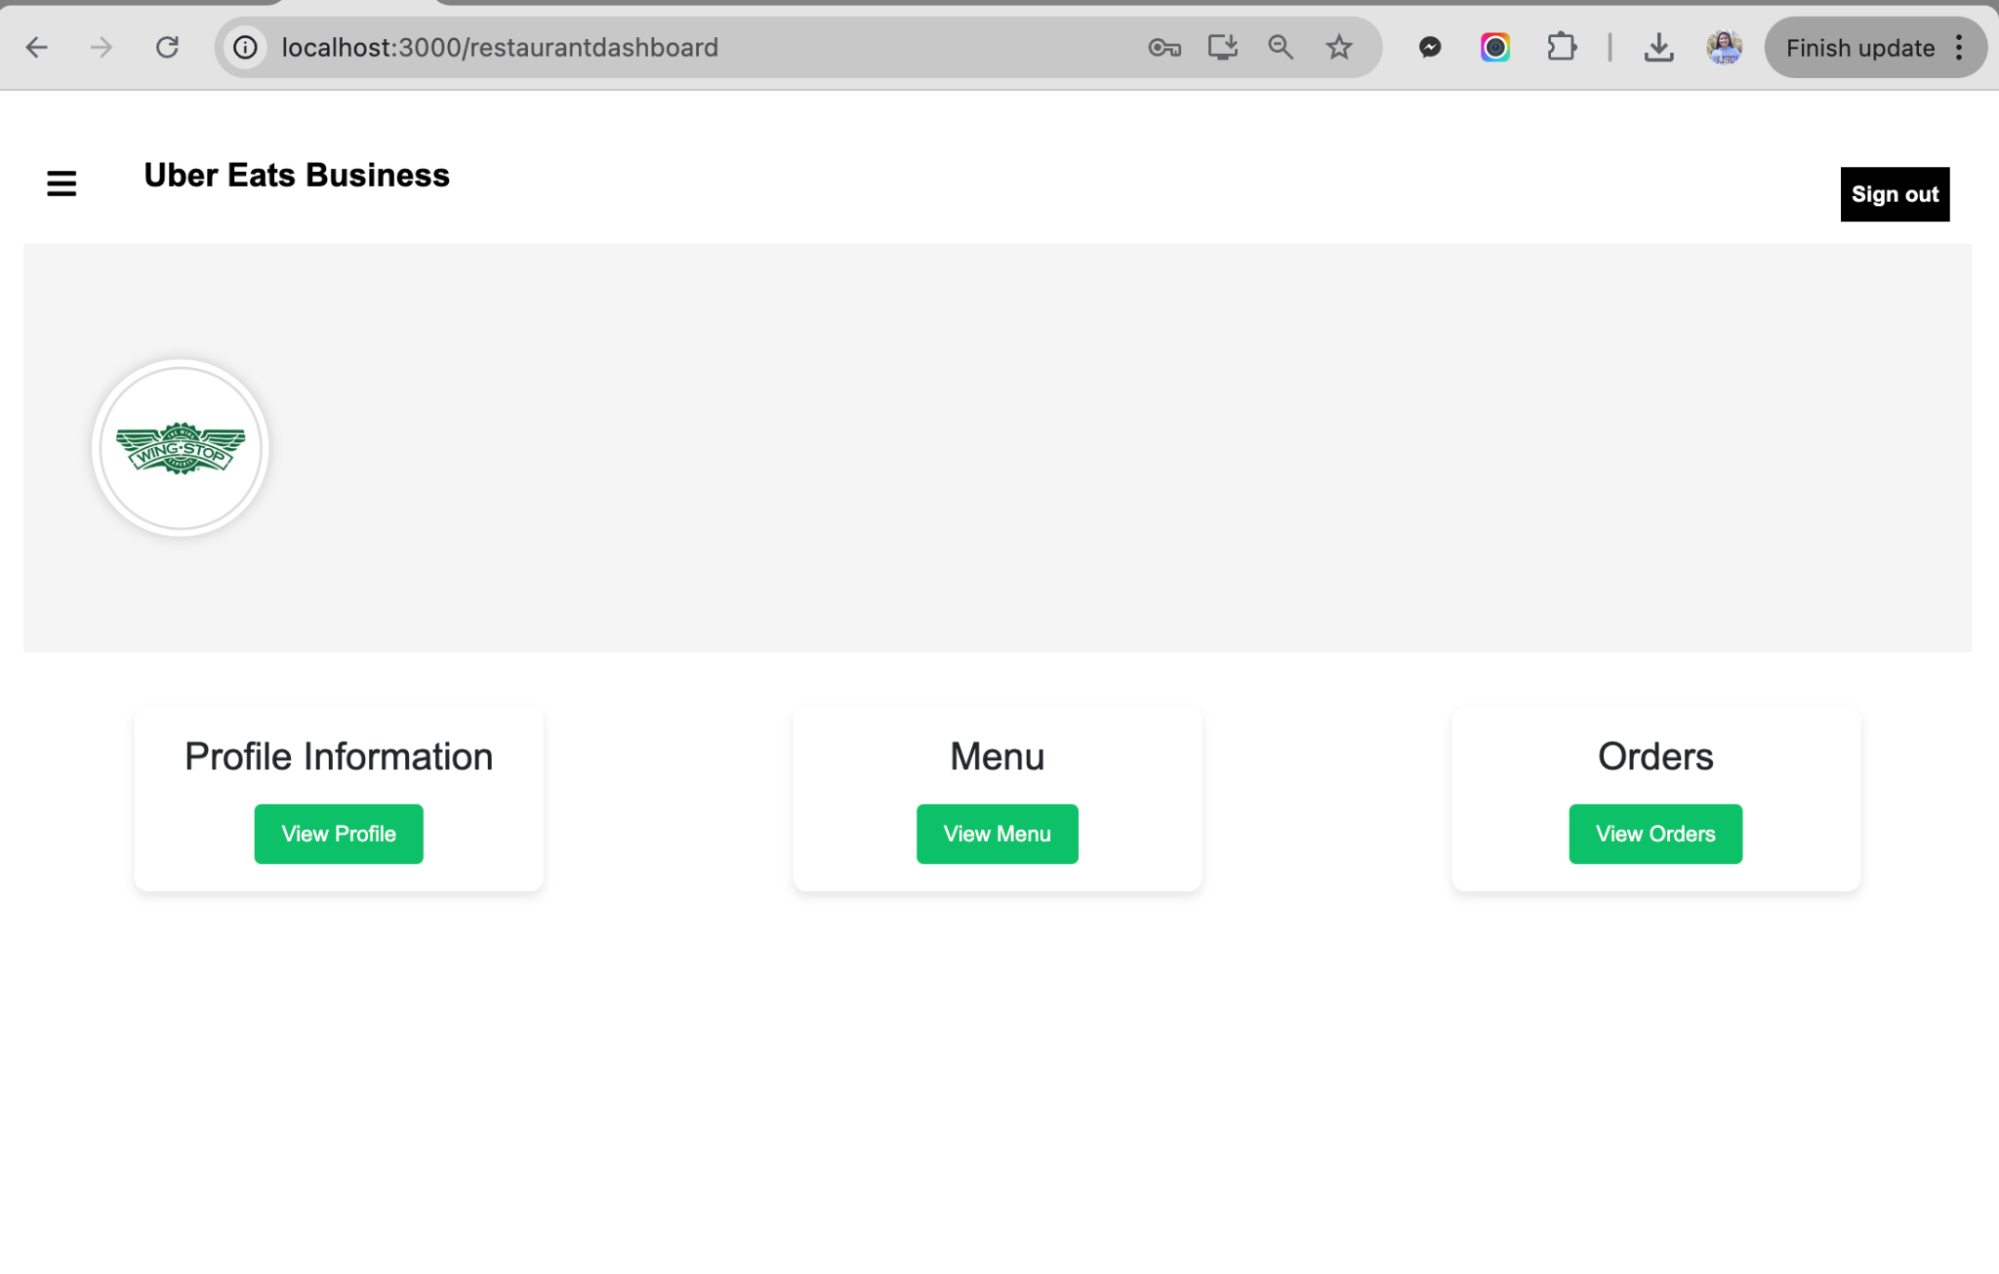 localhost:3000/restaurantdashboard
Finish update
Uber Eats Business
Sign out
WING STOP
Profile Information
Menu
Orders
View Profile
View Menu
View Orders